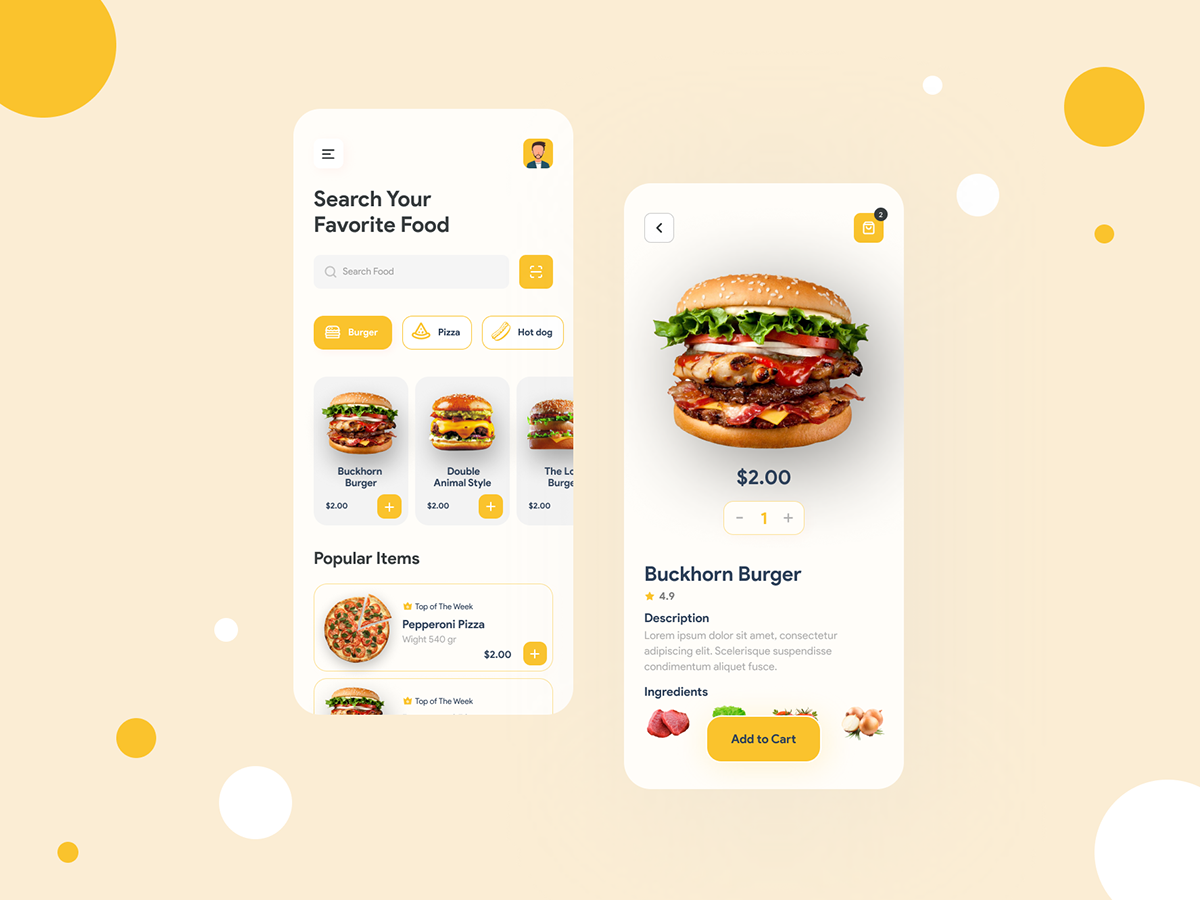 Search Your
Favorite Food
Search Food
Burger
Pizza
Hot dog
Buckhorn
Burger
$2.00
Double
Animal Style
$2.00
The Lo
Burge
$2.00
Popular Items
Top of The Week
Pepperoni Pizza
Wight 540 gr
$2.00
Top of The Week
2
$2.00
- 1 +
Buckhorn Burger
4.9
Description
Lorem ipsum dolor sit amet, consectetur
adipiscing elit. Scelerisque suspendisse
condimentum aliquet fusce.
Ingredients
Add to Cart